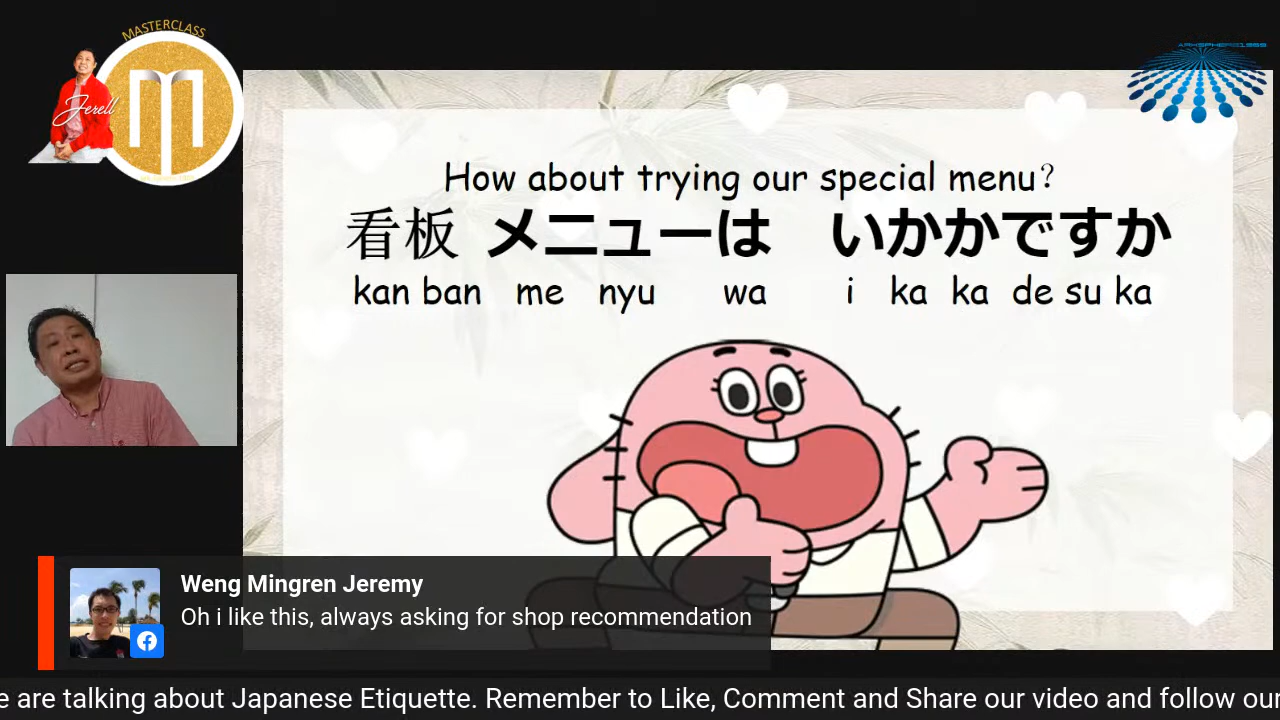 MASTERCLASS
Jerell
ARKSPHERE1999
How about trying our special menu?
看板 メニューは いかかですか
kan ban me nyu wa i ka ka de su ka
Weng Mingren Jeremy
Oh i like this, always asking for shop recommendation
e are talking about Japanese Etiquette. Remember to Like, Comment and Share our video and follow our